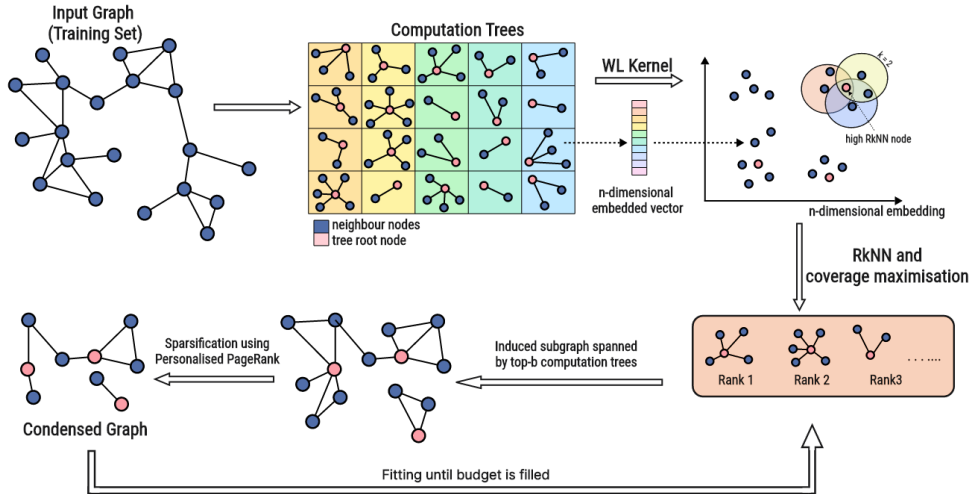 Input Graph
(Training Set)
Computation Trees
WL Kernel
k=2
high RkNN node
n-dimensional
embedded vector
n-dimensional embedding
neighbour nodes
tree root node
RkNN and
coverage maximisation
Sparsification using
Personalised PageRank
Induced subgraph spanned
by top-b computation trees
Rank 1
Rank 2
Rank3
. . . ....
Condensed Graph
Fitting until budget is filled